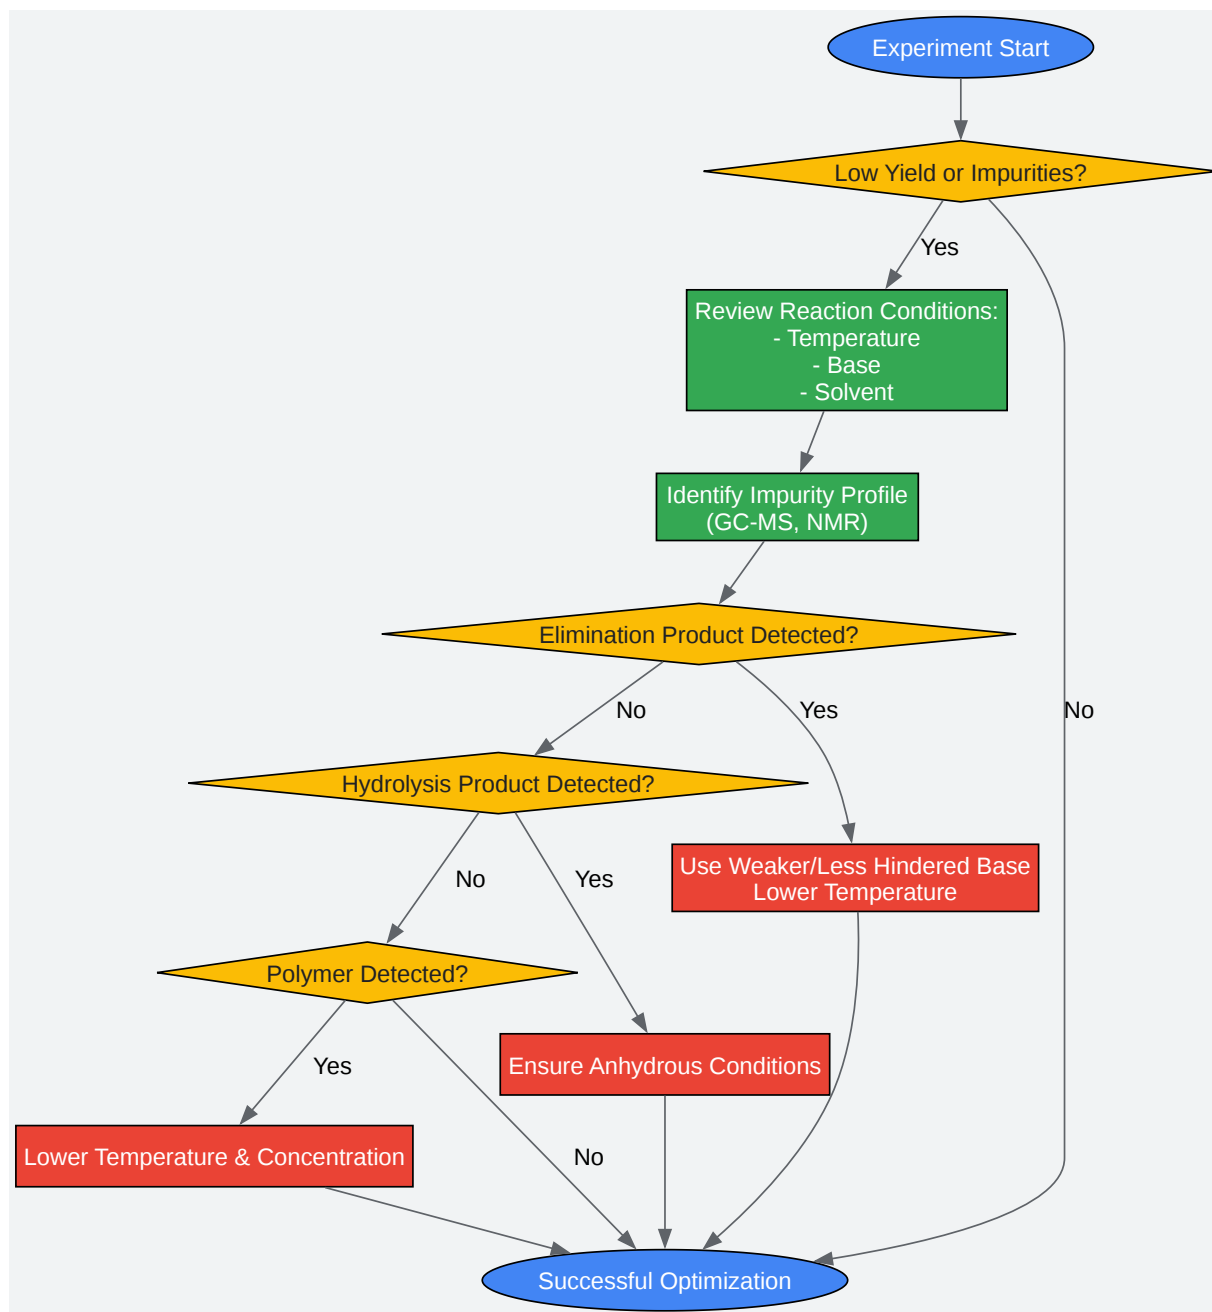 Experiment Start
Low Yield or Impurities?
Yes
Review Reaction Conditions:
- Temperature
- Base
- Solvent
Identify Impurity Profile
(GC-MS, NMR)
Elimination Product Detected?
No
Yes
No
Hydrolysis Product Detected?
Use Weaker/Less Hindered Base
Lower Temperature
No
Yes
Polymer Detected?
Ensure Anhydrous Conditions
Yes
Lower Temperature & Concentration
No
Successful Optimization